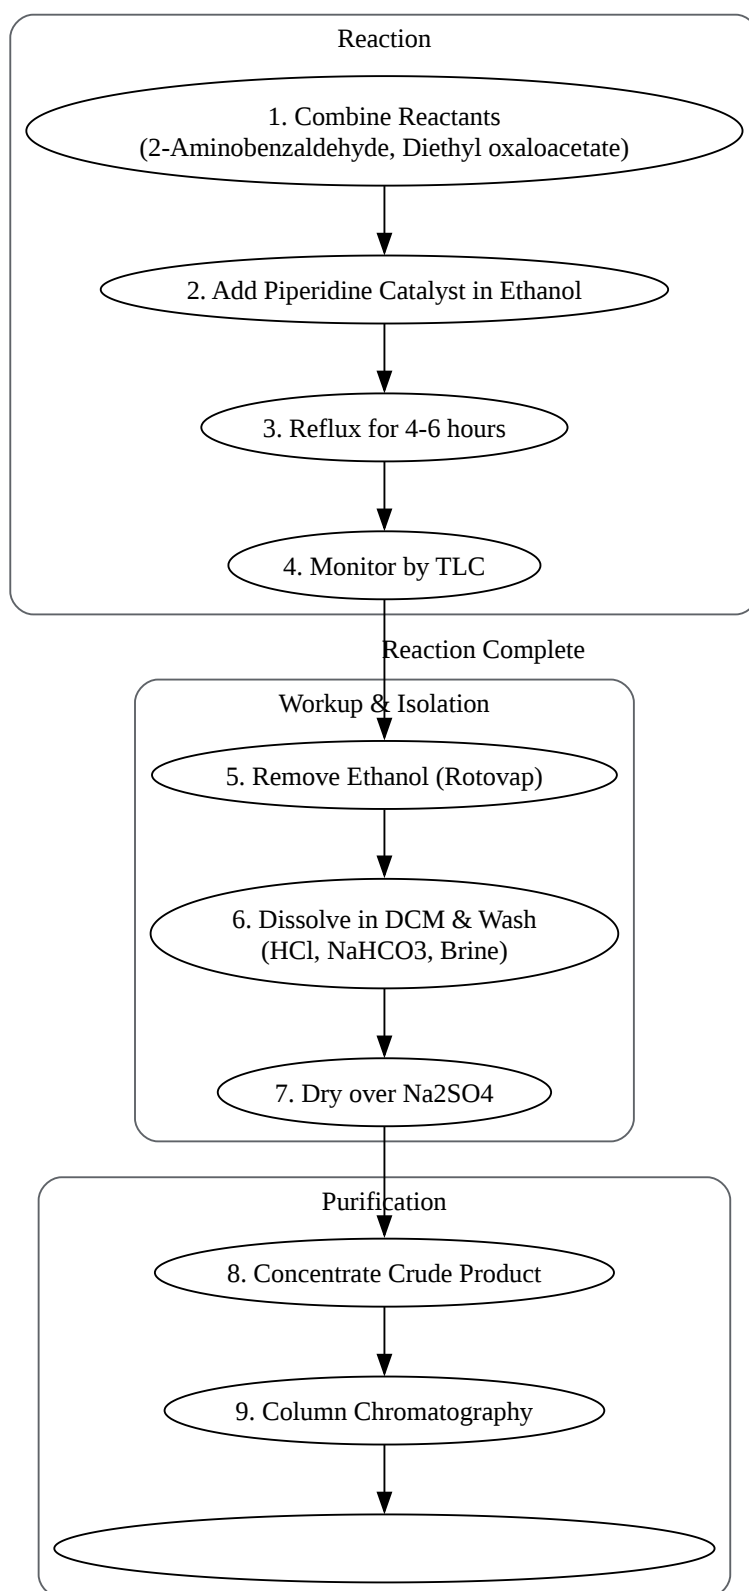 Reaction
1. Combine Reactants
(2-Aminobenzaldehyde, Diethyl oxaloacetate)
2. Add Piperidine Catalyst in Ethanol
3. Reflux for 4-6 hours
4. Monitor by TLC
Reaction Complete
Workup & Isolation
5. Remove Ethanol (Rotovap)
6. Dissolve in DCM & Wash
(HCl, NaHCO3, Brine)
7. Dry over Na2SO4
Purification
8. Concentrate Crude Product
9. Column Chromatography